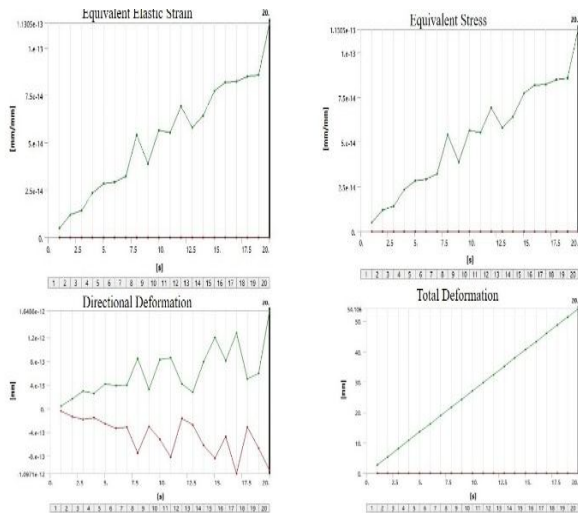 Equivalent Elastic Strain
20.
1.1305e-13
1.e-13
7.5e-14
5.e-14
2.5e-14
0.
[mm/mm]
0. 2.5 5. 7.5 10. 12.5 15. 17.5 20.
[s]
1 2 3 4 5 6 7 8 9 10 11 12 13 14 15 16 17 18 19 20
Equivalent Stress
20.
1.1305e-13
1.e-13
7.5e-14
5.e-14
2.5e-14
0.
[mm/mm]
0. 2.5 5. 7.5 10. 12.5 15. 17.5 20.
[s]
1 2 3 4 5 6 7 8 9 10 11 12 13 14 15 16 17 18 19 20
Directional Deformation
20.
1.2e-13
8.e-13
4.e-13
0.
-4.e-13
-8.e-13
1.0971e-12
[mm]
0. 2.5 5. 7.5 10. 12.5 15. 17.5 20.
[s]
1 2 3 4 5 6 7 8 9 10 11 12 13 14 15 16 17 18 19 20
Total Deformation
20.
50.
40.
30.
20.
10.
0.
[mm]
0. 2.5 5. 7.5 10. 12.5 15. 17.5 20.
[s]
1 2 3 4 5 6 7 8 9 10 11 12 13 14 15 16 17 18 19 20